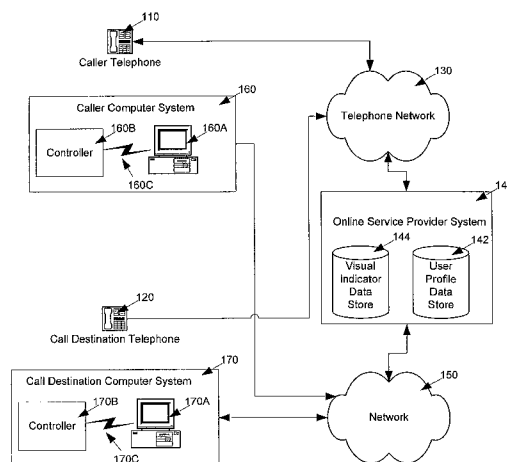 110
Caller Telephone
130
Telephone Network
160
Caller Computer System
160B
Controller
160A
160C
14
Online Service Provider System
144
Visual
Indicator
Data
Store
142
User
Profile
Data
Store
120
Call Destination Telephone
170
Call Destination Computer System
170B
Controller
170A
170C
150
Network